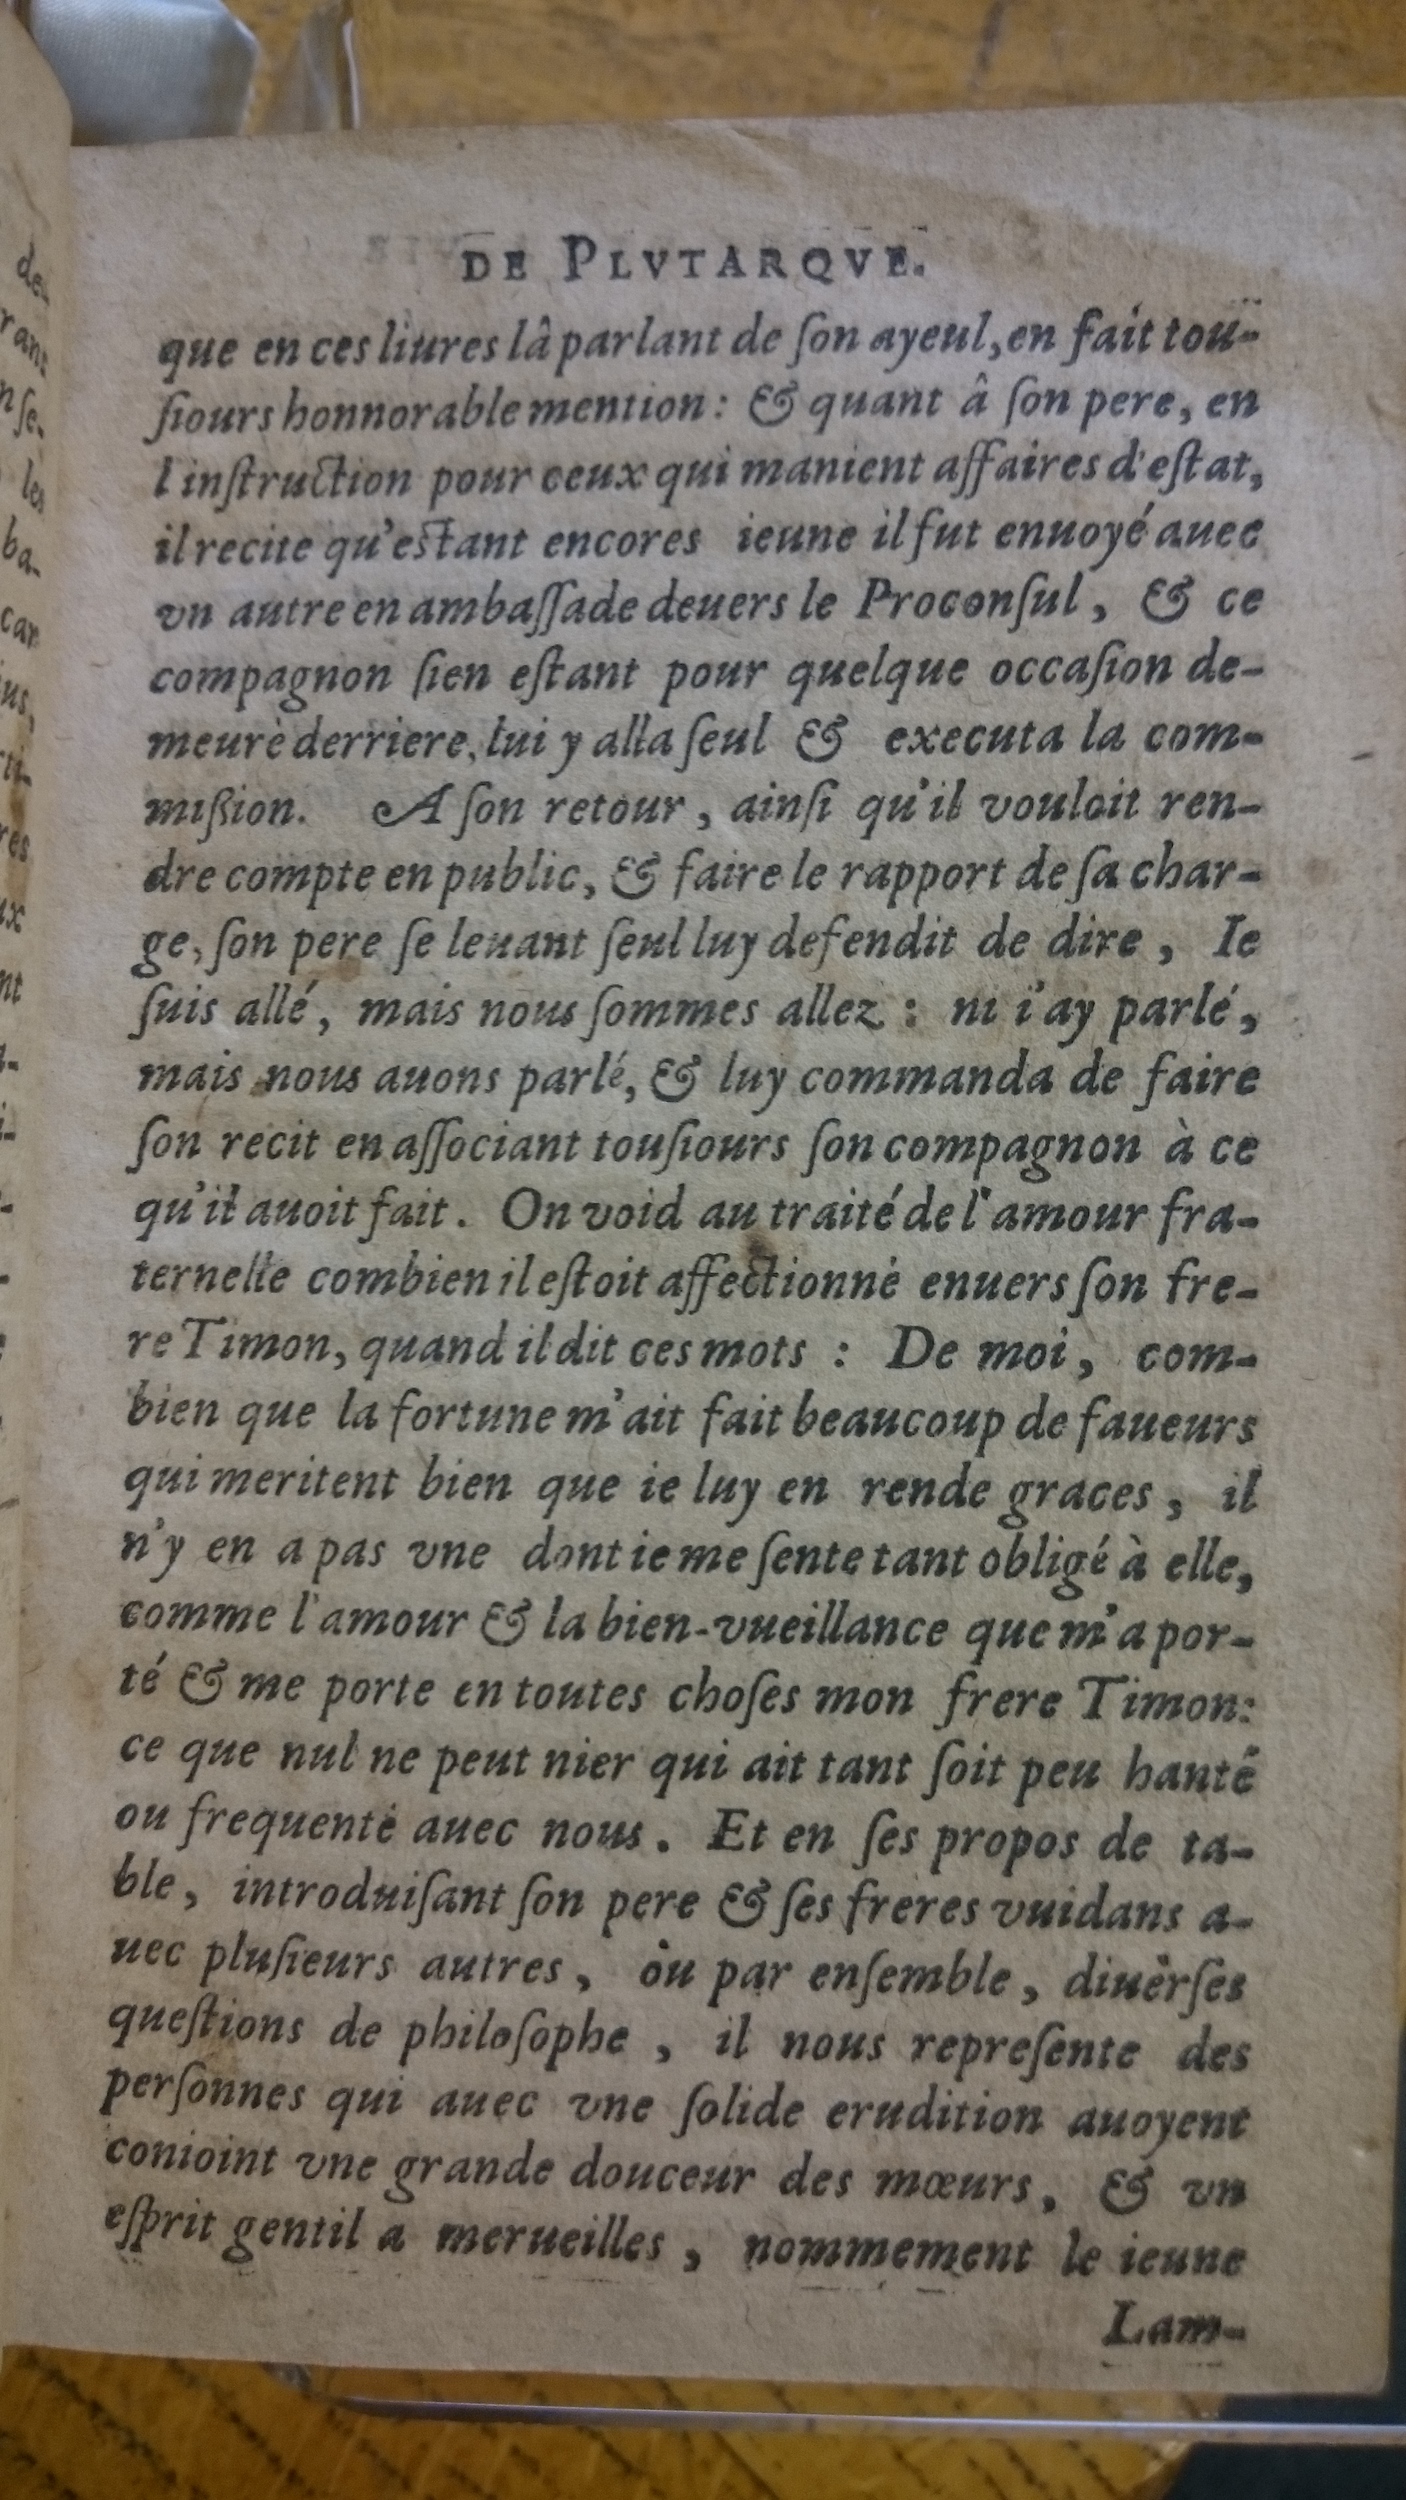 DE PLVTARQVE.
que en ces liures lâ parlant de ſon ayeul, en fait tou-
ſiours honnorable mention: & quant â ſon pere, en
l'inſtruction pour ceux qui manient affaires d'eſtat,
il recite qu'eſtant encores ieune il fut enuoyé auec
vn autre en ambaſſade deuers le Proconſul, & ce
compagnon ſien eſtant pour quelque occaſion de-
meuré derriere, lui y alla ſeul & executa la com-
mißion. A ſon retour, ainſi qu'il vouloit ren-
dre compte en public, & faire le rapport de ſa char-
ge, ſon pere ſe leuant ſeul luy defendit de dire, Ie
ſuis allé, mais nous ſommes allez: ni i'ay parlé,
mais nous auons parlé, & luy commanda de faire
ſon recit en aſſociant touſiours ſon compagnon à ce
qu'il auoit fait. On void au traité de l'amour fra-
ternelle combien il eſtoit affectionné enuers ſon fre-
re Timon, quand il dit ces mots: De moi, com-
bien que la fortune m'ait fait beaucoup de faueurs
qui meritent bien que ie luy en rende graces, il
n'y en a pas vne dont ie me ſente tant obligé à elle,
comme l'amour & la bien-vueillance que m'a por-
té & me porte en toutes choſes mon frere Timon:
ce que nul ne peut nier qui ait tant ſoit peu hanté
ou frequenté auec nous. Et en ſes propos de ta-
ble, introduiſant ſon pere & ſes freres vuidans a-
uec pluſieurs autres, òu par enſemble, diuerſes
queſtions de philoſophe, il nous repreſente des
perſonnes qui auec vne ſolide erudition auoyent
conioint vne grande douceur des mœurs, & vn
eſprit gentil a merueilles, nommement le ieune
Lam-